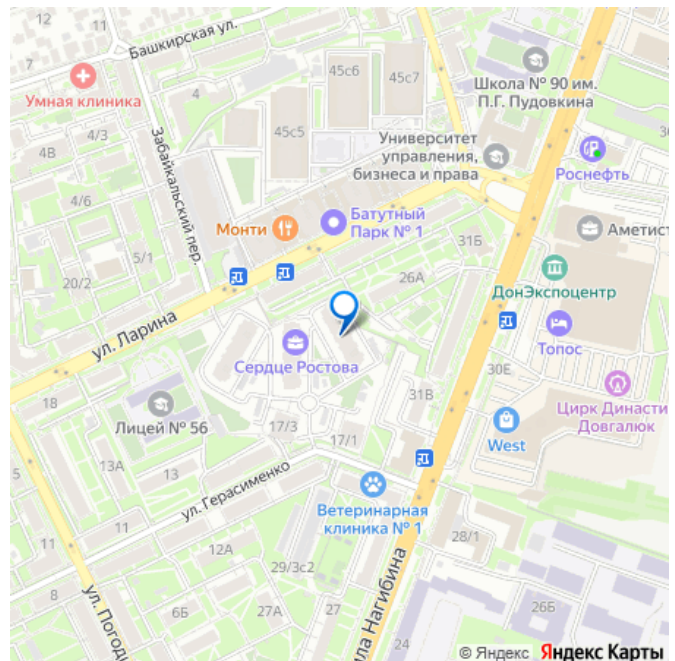 12
11
Башкирская ул.
45с6
45с7
Школа № 90 им.
П.Г. Пудовкина
Умная клиника
4
4/3
4В
45с5
Забайкальский пер.
Университет
управления,
бизнеса и права
Роснефть
4/6
Монти
Батутный
Парк № 1
31Б
Аметист
5/1
20/2
26А
ДонЭкспоцентр
ул. Ларина
Топос
Сердце Ростова
30Е
18
Лицей № 56
31В
Цирк Династи
Довгалюк
17/3
17/1
West
5
13А
13
ул. Герасименко
Ветеринарная
клиника № 1
11
12А
28/1
29/3с2
8
ул. Погоди
6Б
27А
27
ла Нагибина
24
26Б
© Яндекс Яндекс Карты